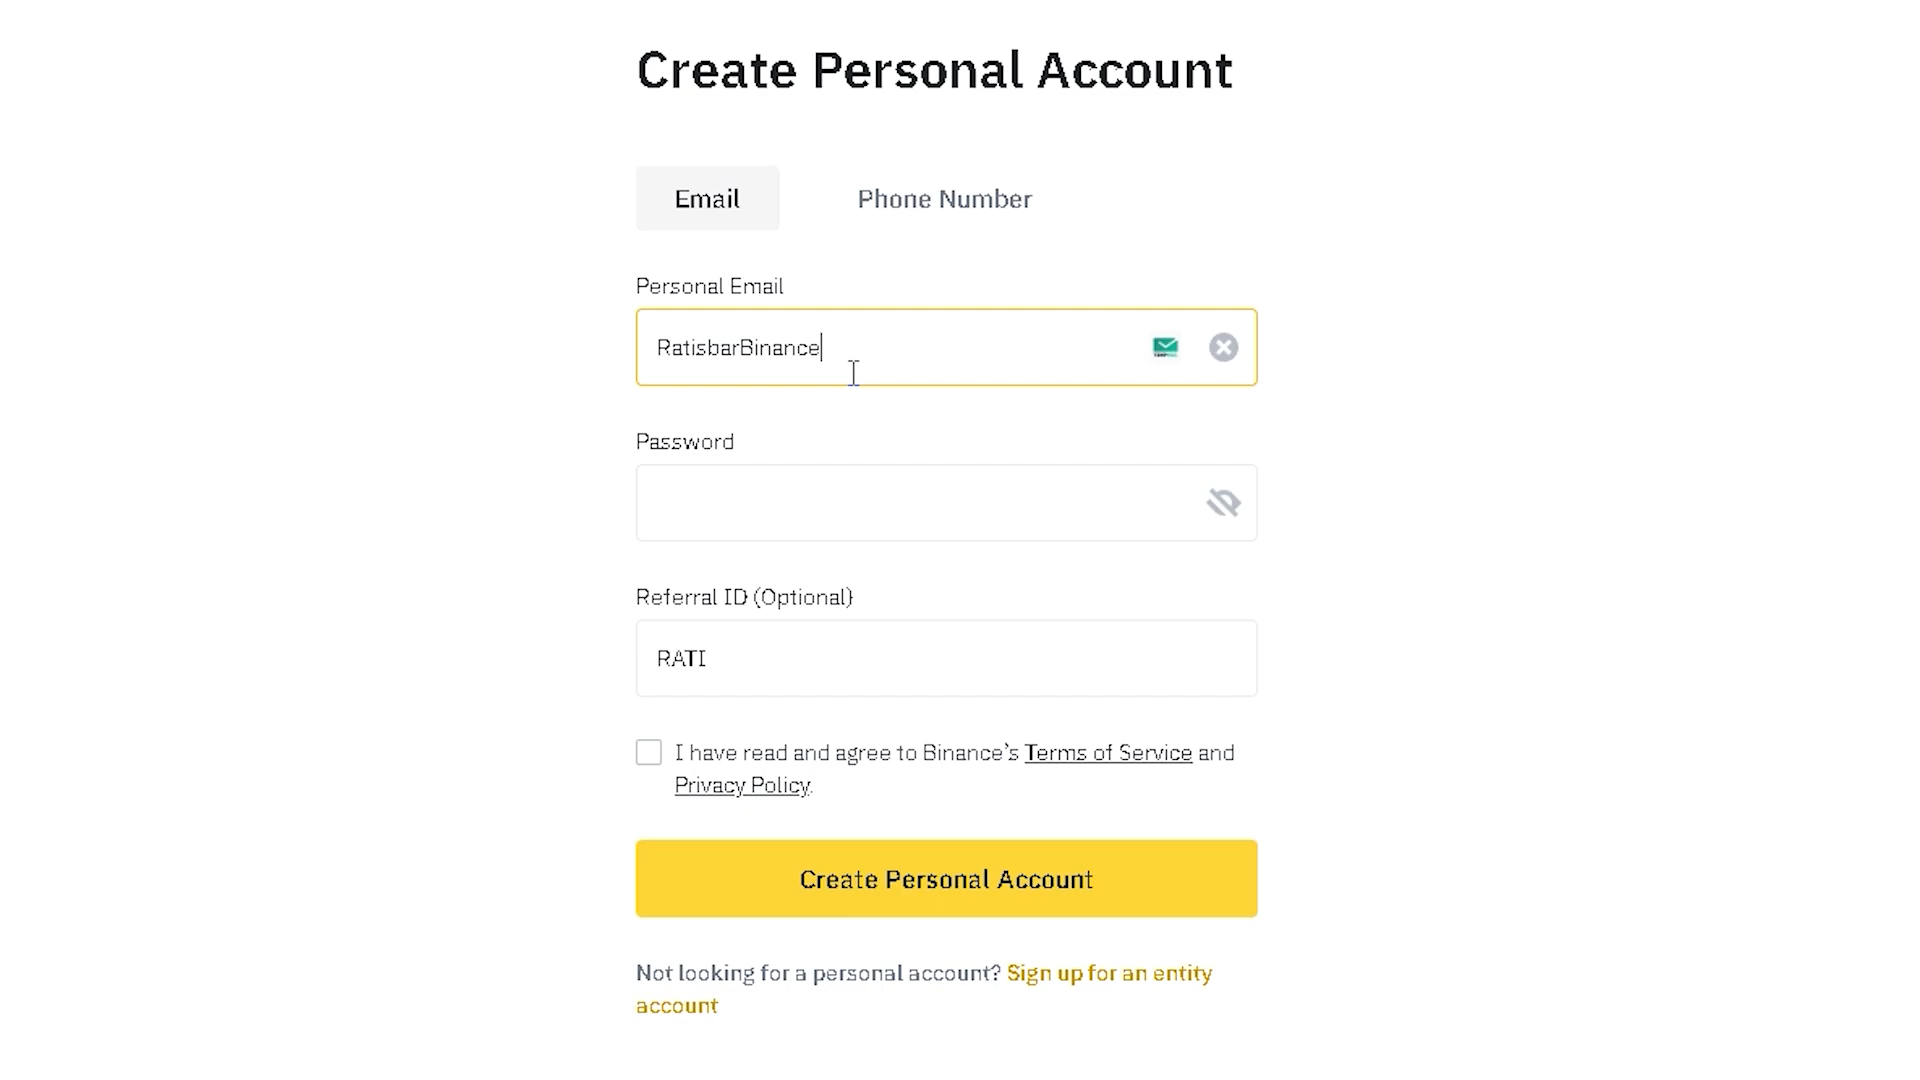 Create Personal Account
Email
Phone Number
Personal Email
RatisbarBinance
Password
Referral ID (Optional)
RATI
I have read and agree to Binance's Terms of Service and
Privacy Policy.
Create Personal Account
Not looking for a personal account? Sign up for an entity
account